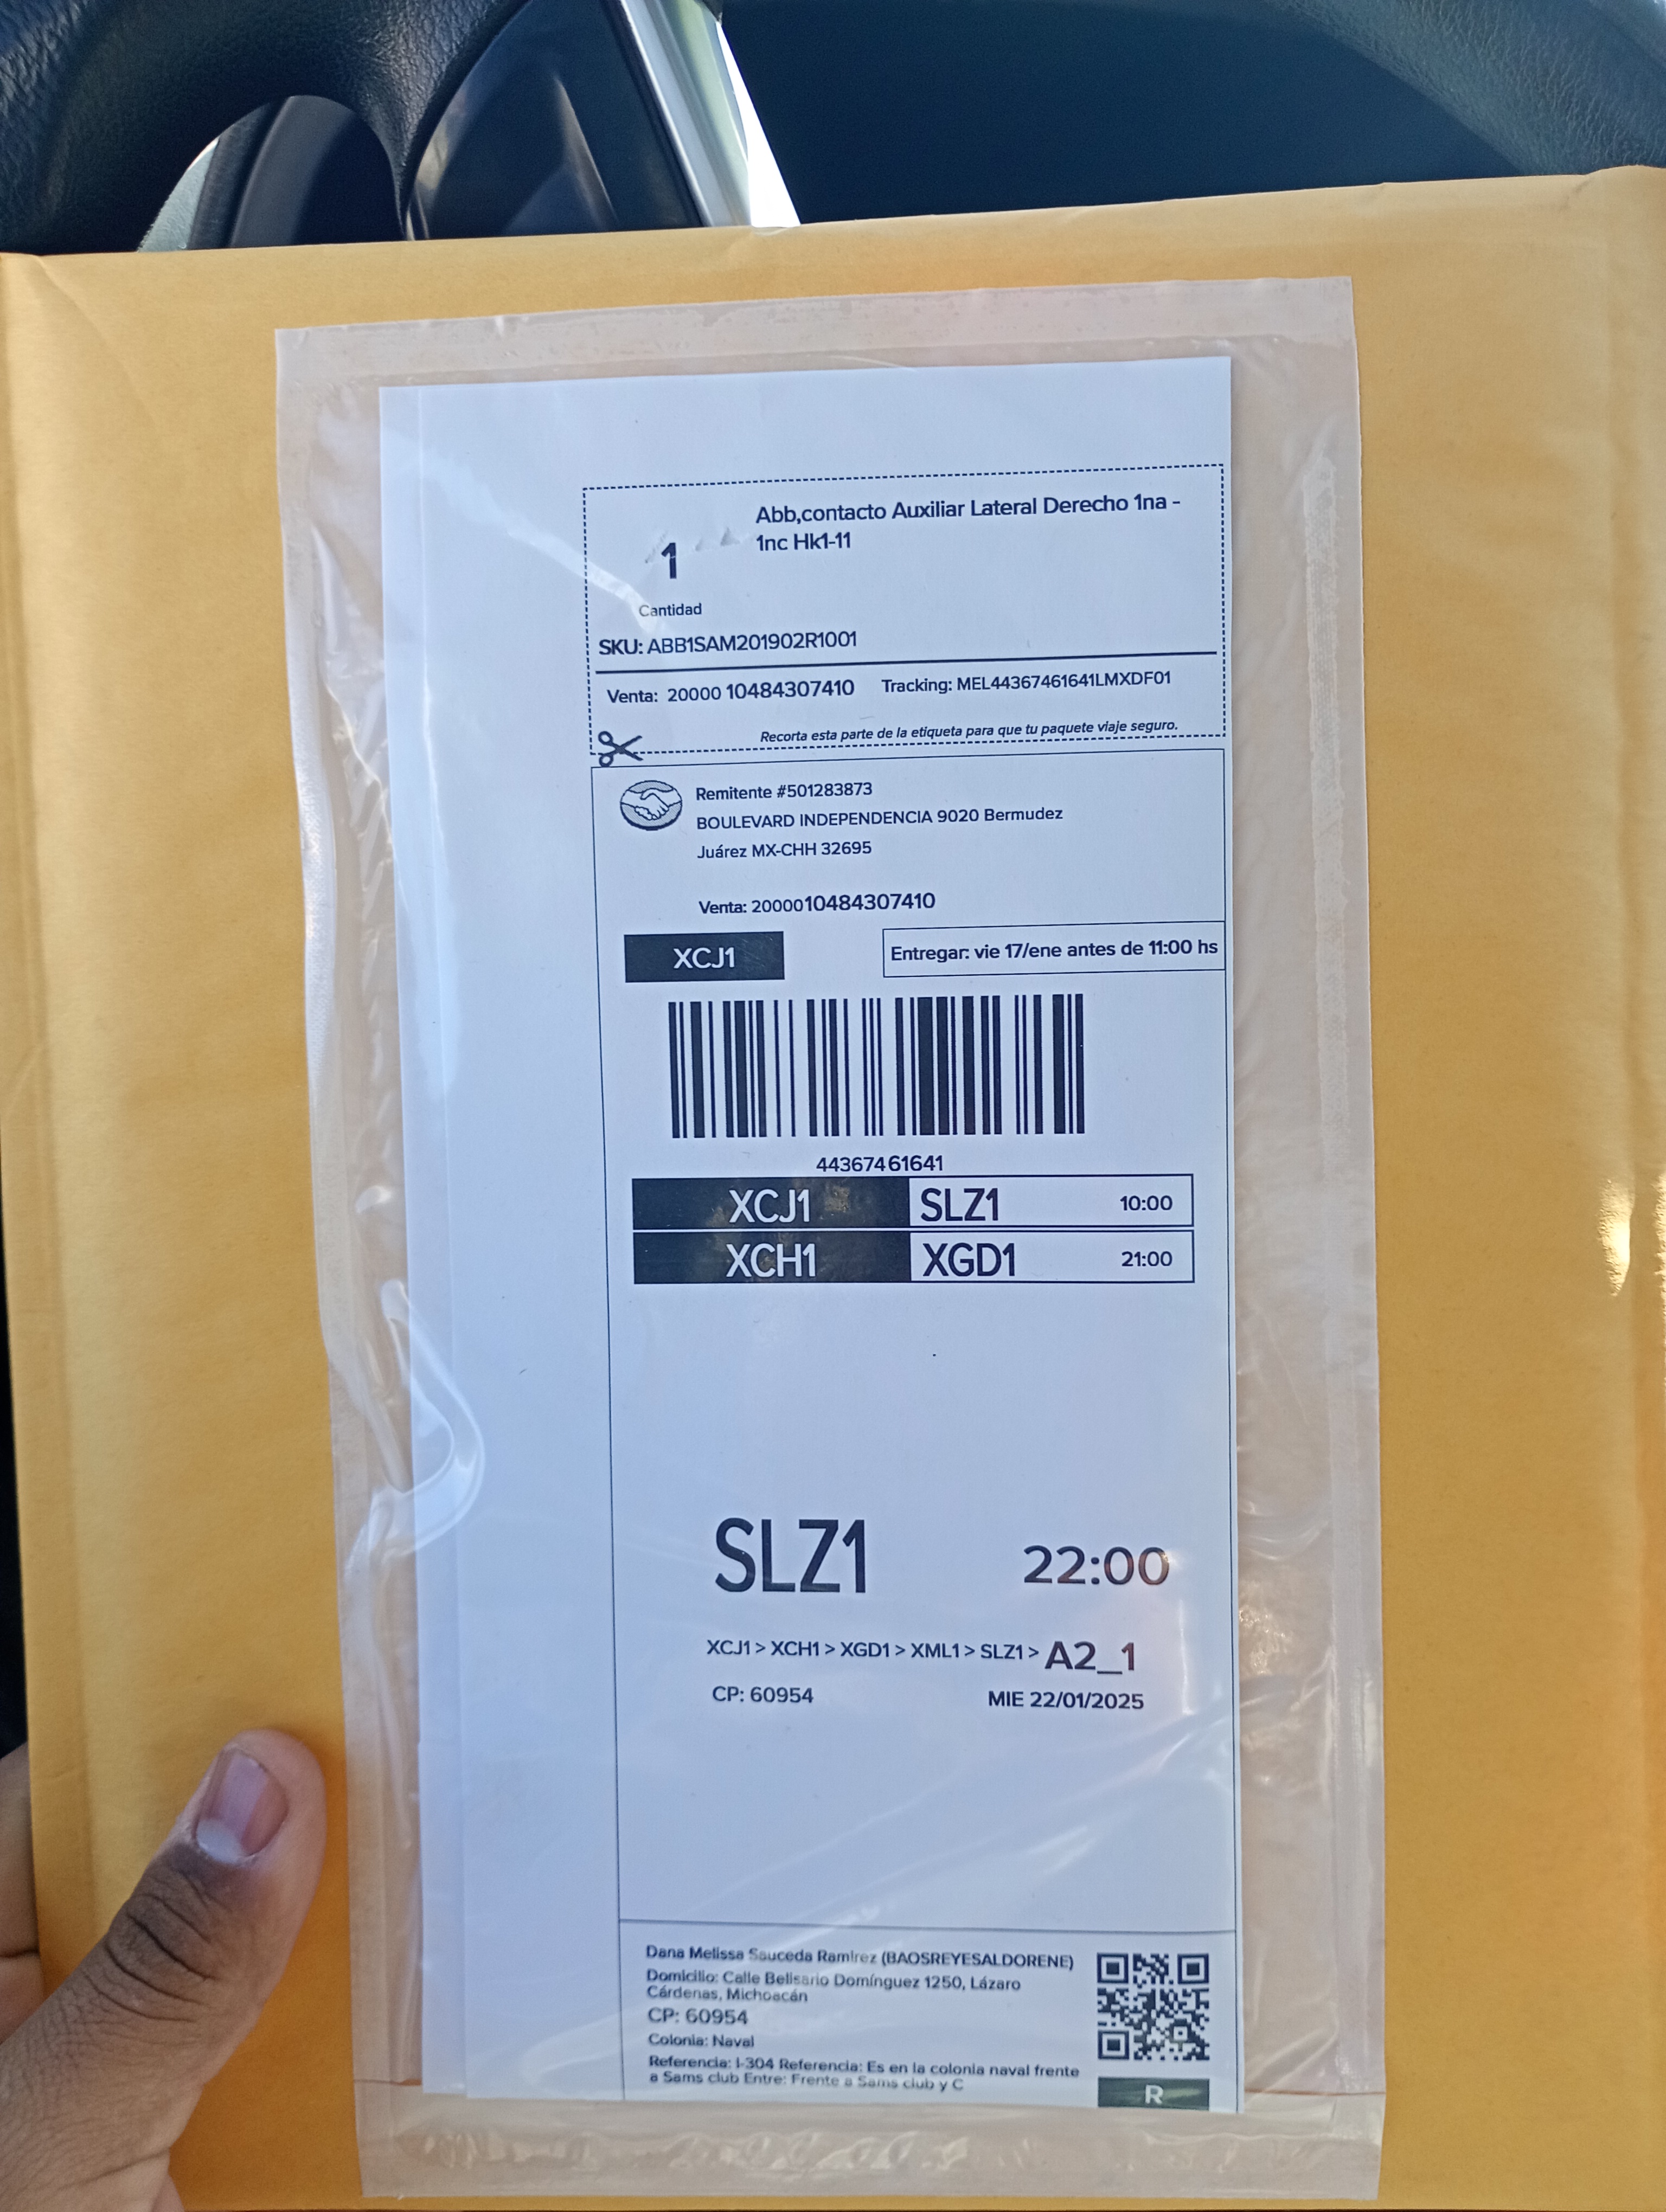 Abb,contacto Auxiliar Lateral Derecho 1na -
1nc Hk1-11
1
Cantidad
SKU: ABB1SAM201902R1001
Venta: 20000 10484307410 Tracking: MEL44367461641LMXDF01
Recorta esta parte de la etiqueta para que tu paquete viaje seguro.
Remitente #501283873
BOULEVARD INDEPENDENCIA 9020 Bermudez
Juárez MX-CHH 32695
Venta: 2000010484307410
XCJ1
Entregar: vie 17/ene antes de 11:00 hs
44367461641
XCJ1 SLZ1 10:00
XCH1 XGD1 21:00
SLZ1 22:00
XCJ1 > XCH1 > XGD1 > XML1 > SLZ1 > A2_1
CP: 60954 MIE 22/01/2025
Dana Melissa Sauceda Ramirez (BAOSREYESALDORENE)
Domicilio: Calle Belisario Domínguez 1250, Lázaro
Cárdenas, Michoacán
CP: 60954
Colonia: Naval
Referencia: I-304 Referencia: Es en la colonia naval frente
a Sams club Entre: Frente a Sams club y C
R